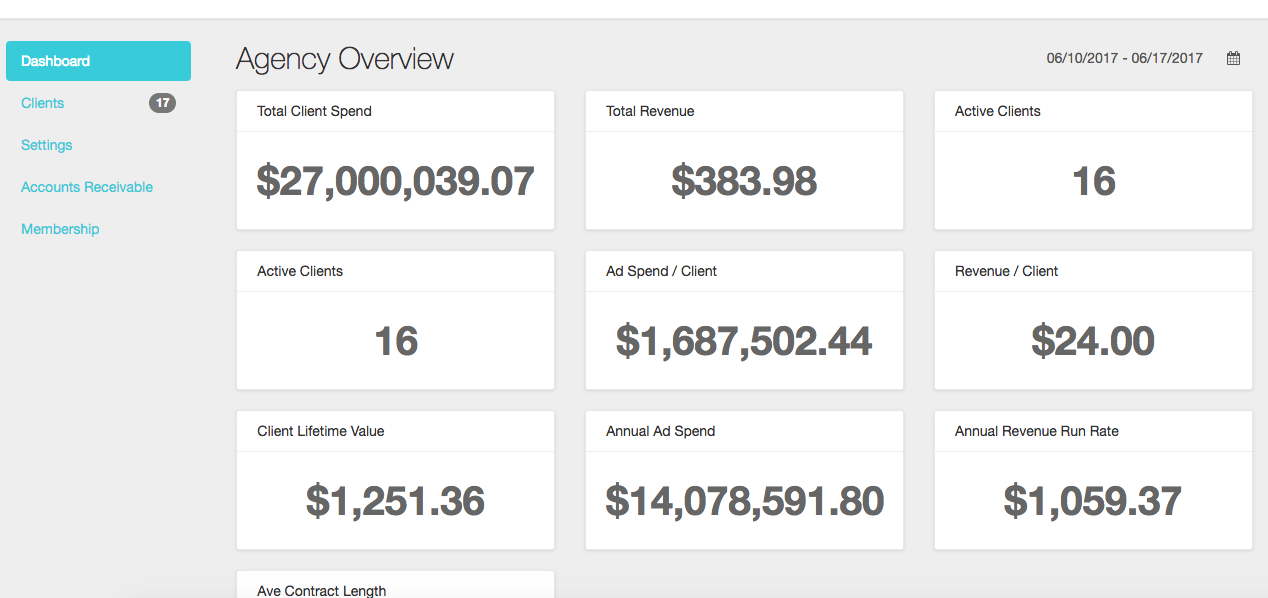 Dashboard
Clients 17
Settings
Accounts Receivable
Membership
Agency Overview
06/10/2017 - 06/17/2017
Total Client Spend
$27,000,039.07
Total Revenue
$383.98
Active Clients
16
Active Clients
16
Ad Spend / Client
$1,687,502.44
Revenue / Client
$24.00
Client Lifetime Value
$1,251.36
Annual Ad Spend
$14,078,591.80
Annual Revenue Run Rate
$1,059.37
Ave Contract Length